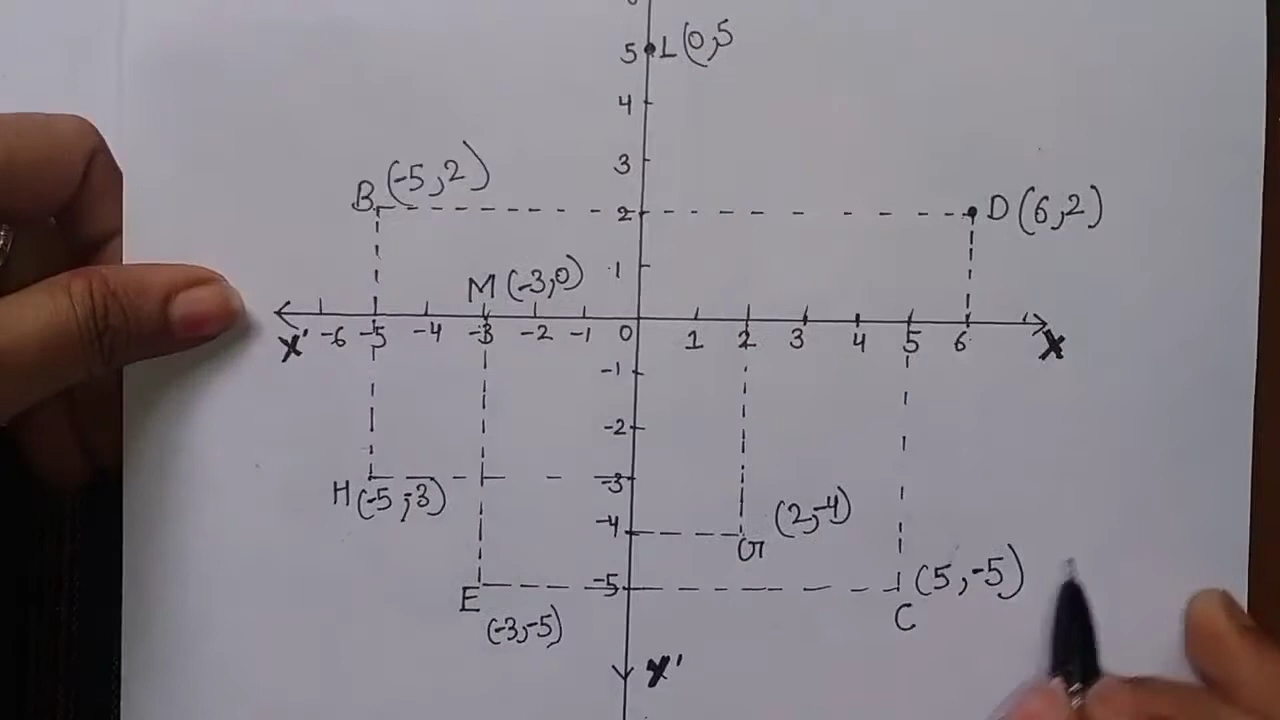 5 L(0,5
4
3
B(-5,2)
2
D(6,2)
1
M(-3,0)
X' -6 -5 -4 -3 -2 -1 0 1 2 3 4 5 6 X
-1
-2
-3
H(-5,-3)
-4
G (2,-4)
-5
E
(-3,-5)
(5,-5)
C
X'